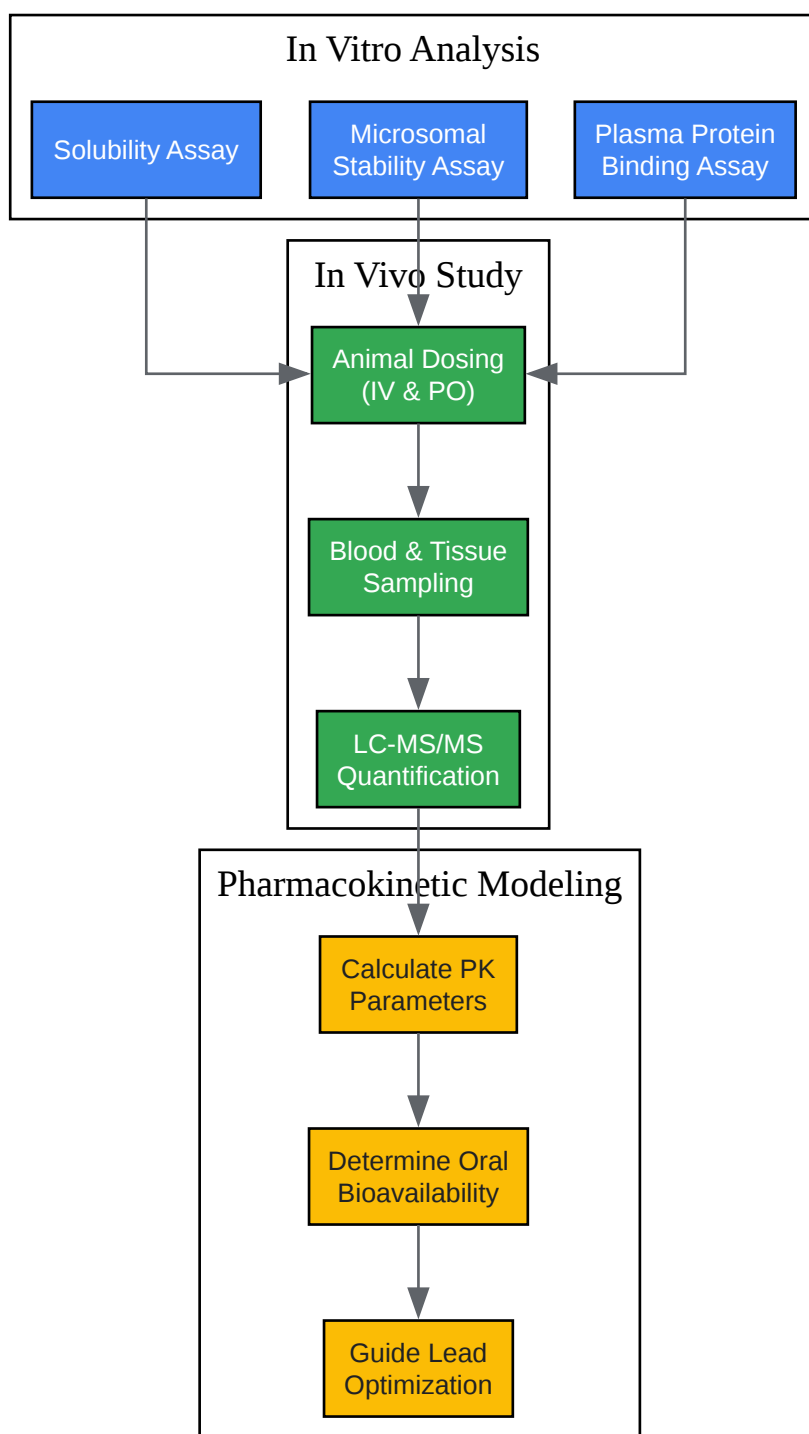 In Vitro Analysis
Solubility Assay
Microsomal
Stability Assay
Plasma Protein
Binding Assay
In Vivo Study
Animal Dosing
(IV & PO)
Blood & Tissue
Sampling
LC-MS/MS
Quantification
Pharmacokinetic Modeling
Calculate PK
Parameters
Determine Oral
Bioavailability
Guide Lead
Optimization